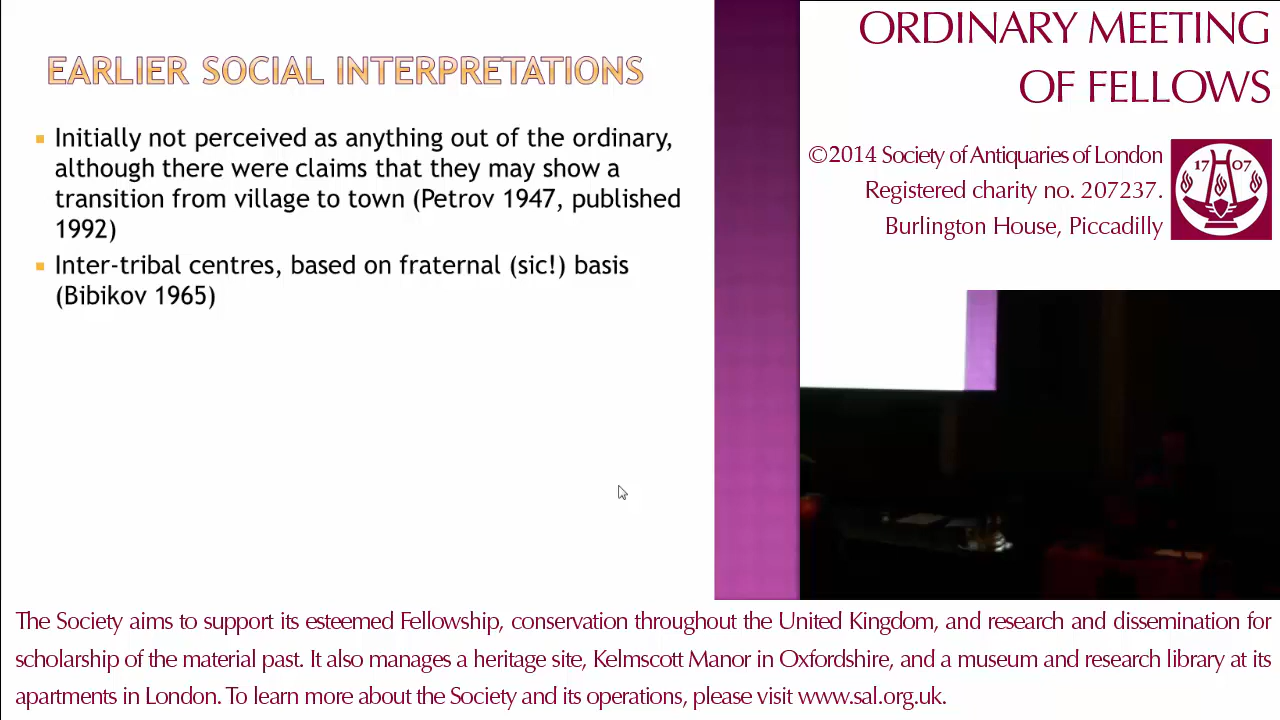 EARLIER SOCIAL INTERPRETATIONS
Initially not perceived as anything out of the ordinary,
although there were claims that they may show a
transition from village to town (Petrov 1947, published
1992)
Inter-tribal centres, based on fraternal (sic!) basis
(Bibikov 1965)
ORDINARY MEETING
OF FELLOWS
©2014 Society of Antiquaries of London
Registered charity no. 207237.
Burlington House, Piccadilly
17 07
The Society aims to support its esteemed Fellowship, conservation throughout the United Kingdom, and research and dissemination for
scholarship of the material past. It also manages a heritage site, Kelmscott Manor in Oxfordshire, and a museum and research library at its
apartments in London. To learn more about the Society and its operations, please visit www.sal.org.uk.